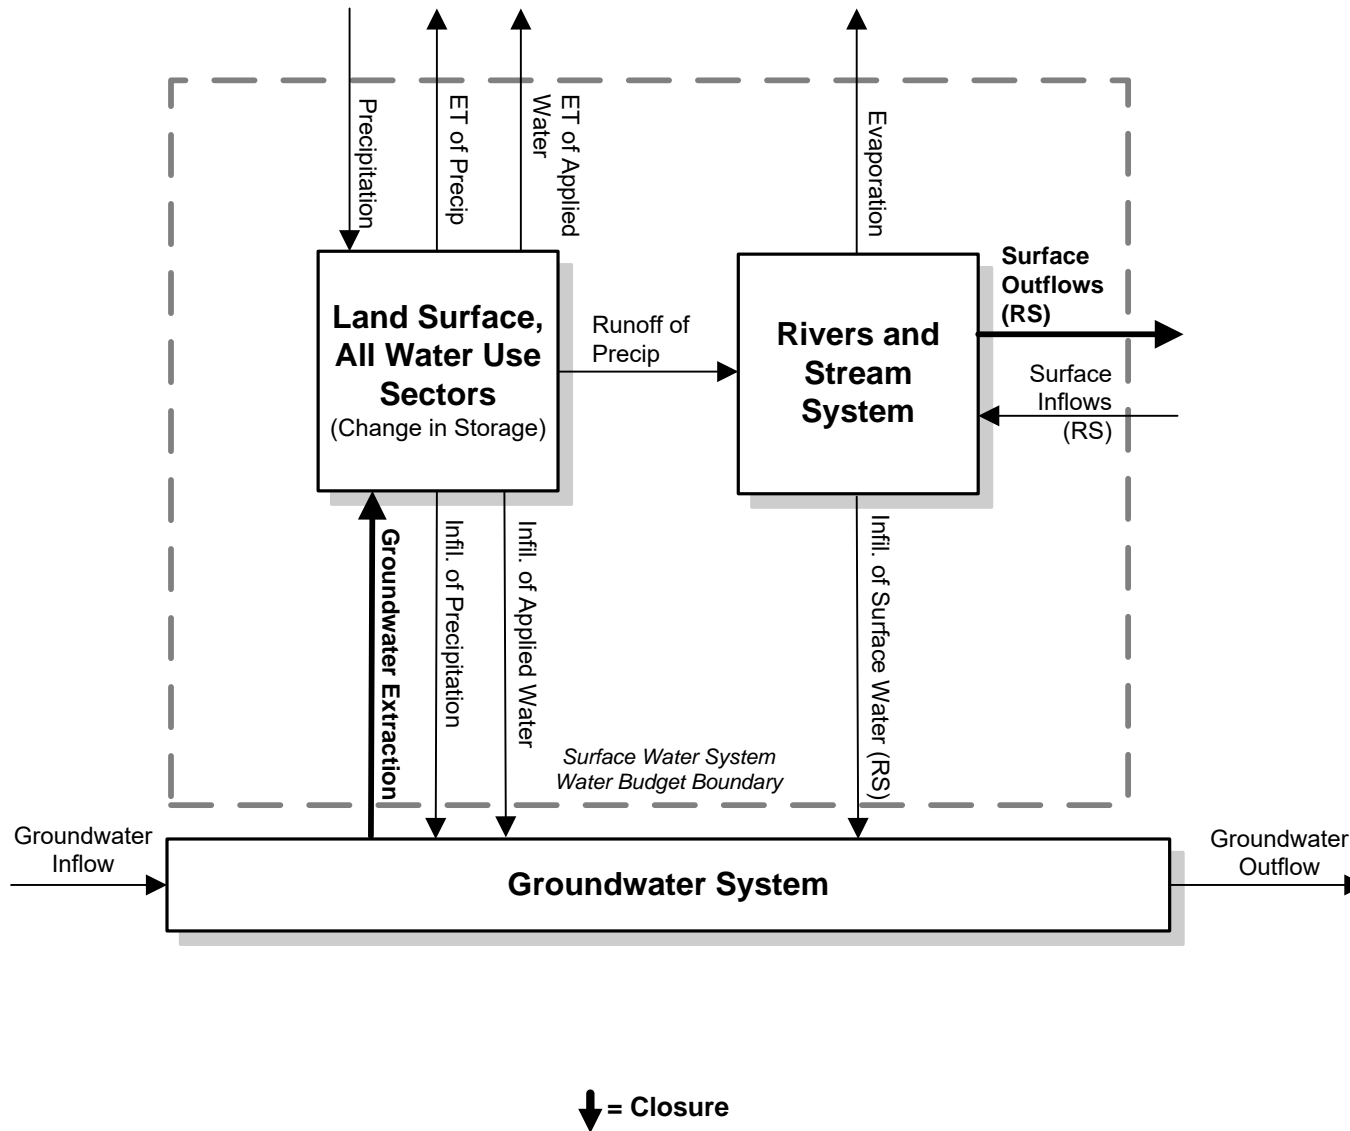 Precipitation
ET of Precip
ET of Applied
Water
Evaporation
Land Surface,
All Water Use
Sectors
(Change in Storage)
Runoff of
Precip
Rivers and
Stream
System
Surface
Outflows
(RS)
Surface
Inflows
(RS)
Groundwater Extraction
Infil. of Precipitation
Infil. of Applied Water
Infil. of Surface Water (RS)
Surface Water System
Water Budget Boundary
Groundwater
Inflow
Groundwater System
Groundwater
Outflow
= Closure